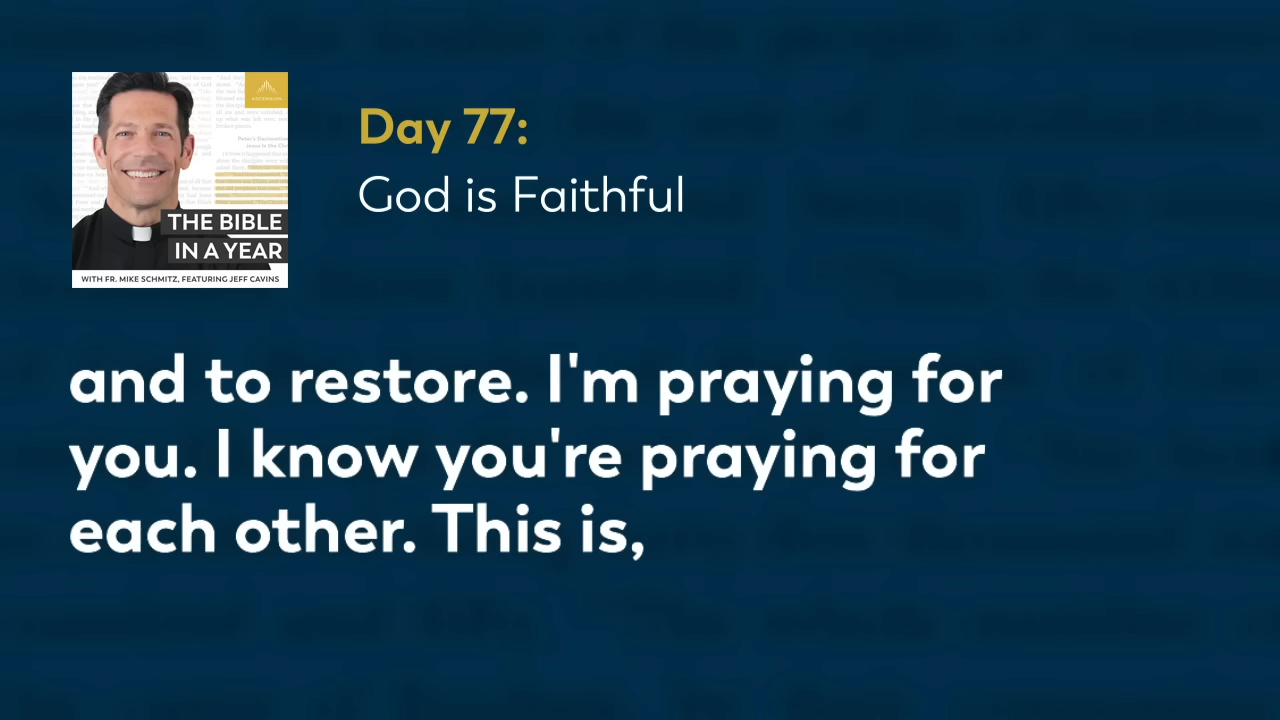 ASCENSION
THE BIBLE
IN A YEAR
WITH FR. MIKE SCHMITZ, FEATURING JEFF CAVINS
Day 77:
God is Faithful
and to restore. I'm praying for
you. I know you're praying for
each other. This is,